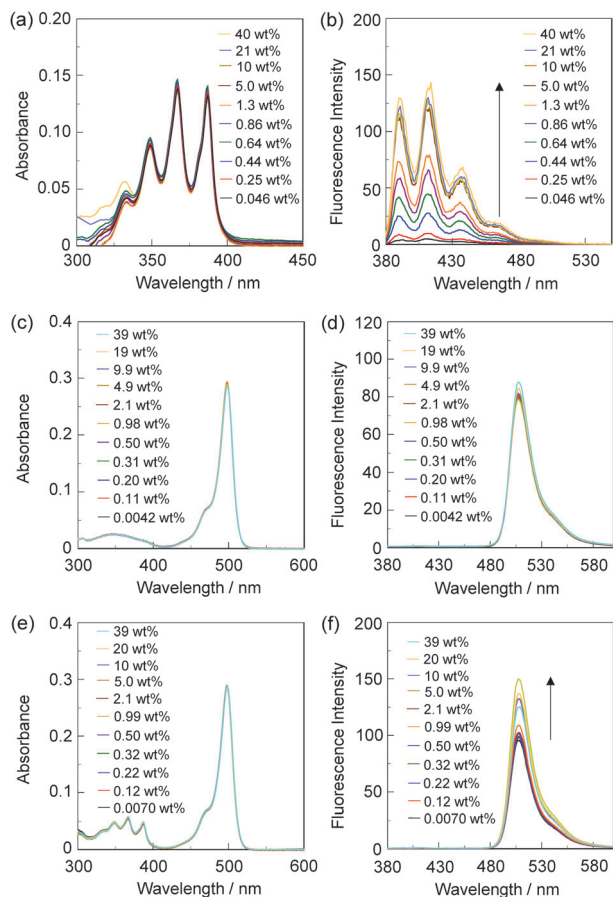 (a)
Absorbance
0.20
0.15
0.10
0.05
0
300
350
400
450
Wavelength / nm
40 wt%
21 wt%
10 wt%
5.0 wt%
1.3 wt%
0.86 wt%
0.64 wt%
0.44 wt%
0.25 wt%
0.046 wt%
(b)
Fluorescence Intensity
200
150
100
50
0
380
430
480
530
Wavelength / nm
40 wt%
21 wt%
10 wt%
5.0 wt%
1.3 wt%
0.86 wt%
0.64 wt%
0.44 wt%
0.25 wt%
0.046 wt%
(c)
Absorbance
0.4
0.3
0.2
0.1
0
300
400
500
600
Wavelength / nm
39 wt%
19 wt%
9.9 wt%
4.9 wt%
2.1 wt%
0.98 wt%
0.50 wt%
0.31 wt%
0.20 wt%
0.11 wt%
0.0042 wt%
(d)
Fluorescence Intensity
120
100
80
60
40
20
0
380
430
480
530
Wavelength / nm
39 wt%
19 wt%
9.9 wt%
4.9 wt%
2.1 wt%
0.98 wt%
0.50 wt%
0.31 wt%
0.20 wt%
0.11 wt%
0.0042 wt%
(e)
Absorbance
0.4
0.3
0.2
0.1
0
300
400
500
600
Wavelength / nm
39 wt%
20 wt%
10 wt%
5.0 wt%
2.1 wt%
0.99 wt%
0.50 wt%
0.32 wt%
0.22 wt%
0.12 wt%
0.0070 wt%
(f)
Fluorescence Intensity
200
150
100
50
0
380
430
480
540
Wavelength / nm
39 wt%
20 wt%
10 wt%
5.0 wt%
2.1 wt%
0.99 wt%
0.50 wt%
0.32 wt%
0.22 wt%
0.12 wt%
0.0070 wt%